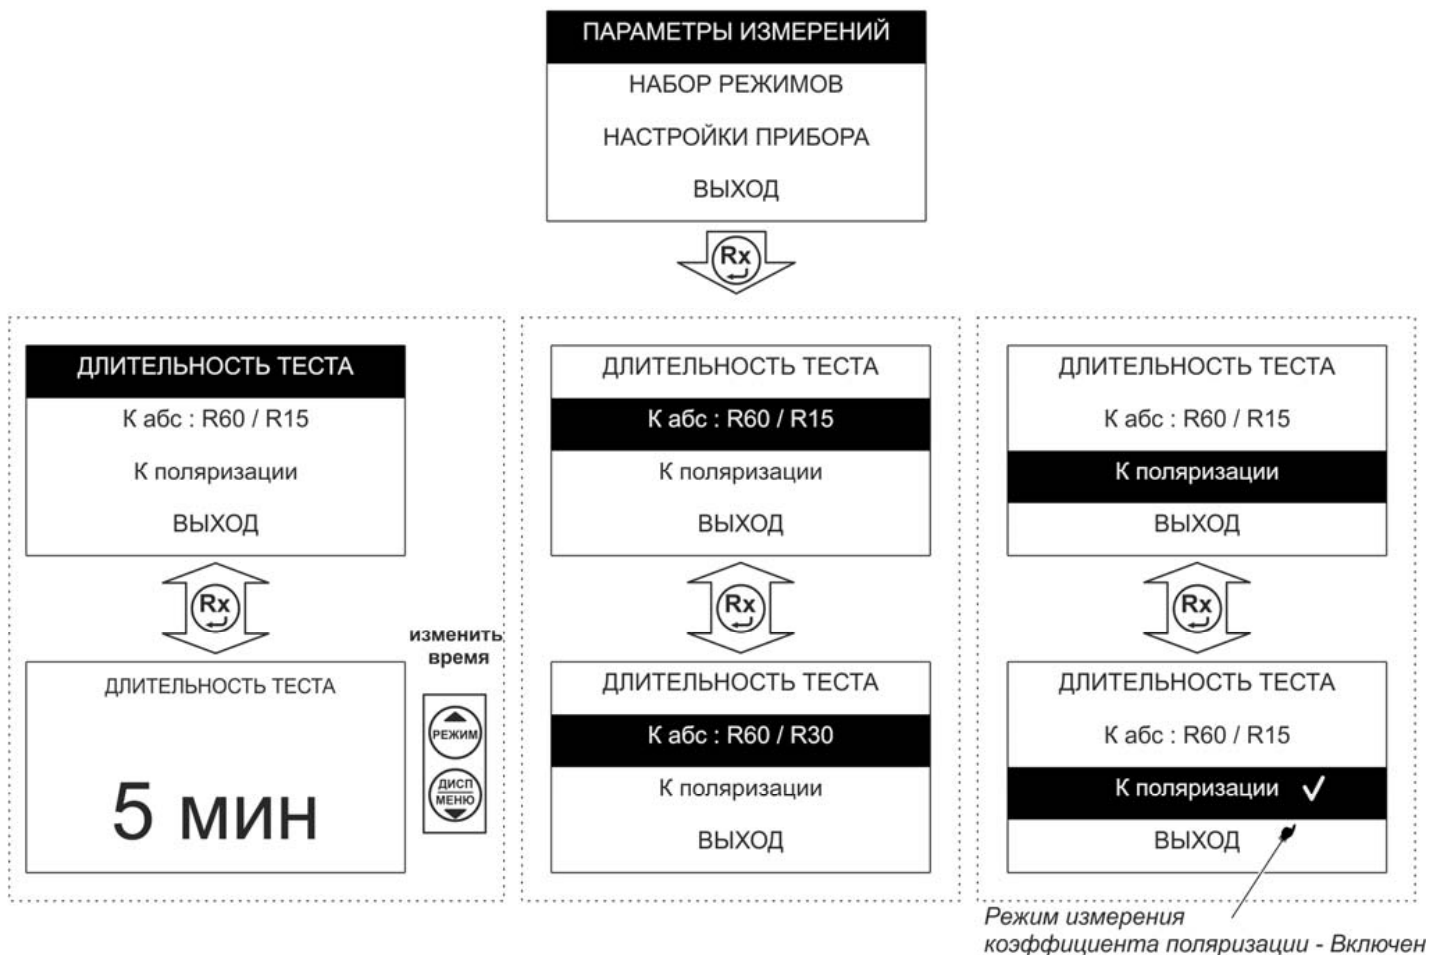 ПАРАМЕТРЫ ИЗМЕРЕНИЙ
НАБОР РЕЖИМОВ
НАСТРОЙКИ ПРИБОРА
ВЫХОД
Rx
ДЛИТЕЛЬНОСТЬ ТЕСТА
К абс : R60 / R15
К поляризации
ВЫХОД
Rx
ДЛИТЕЛЬНОСТЬ ТЕСТА
5 мин
изменить
время
РЕЖИМ
ДИСП
МЕНЮ
ДЛИТЕЛЬНОСТЬ ТЕСТА
К абс : R60 / R15
К поляризации
ВЫХОД
Rx
ДЛИТЕЛЬНОСТЬ ТЕСТА
К абс : R60 / R30
К поляризации
ВЫХОД
ДЛИТЕЛЬНОСТЬ ТЕСТА
К абс : R60 / R15
К поляризации
ВЫХОД
Rx
ДЛИТЕЛЬНОСТЬ ТЕСТА
К абс : R60 / R15
К поляризации ✓
ВЫХОД
Режим измерения
коэффициента поляризации - Включен